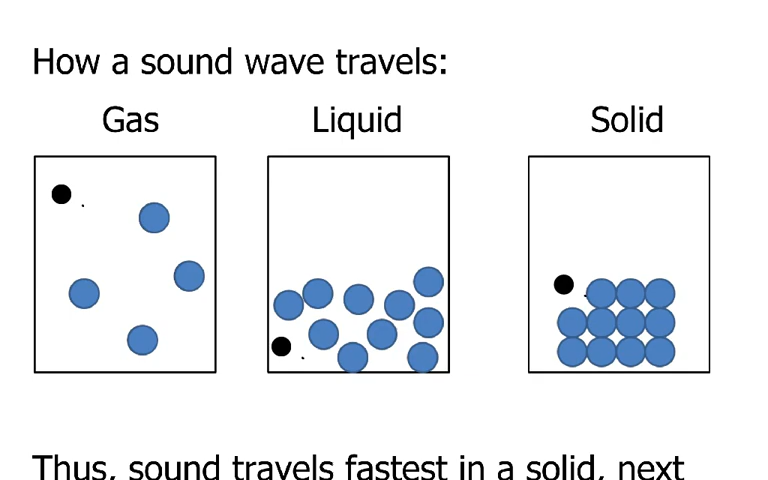 How a sound wave travels:
Gas Liquid Solid
Thus, sound travels fastest in a solid, next